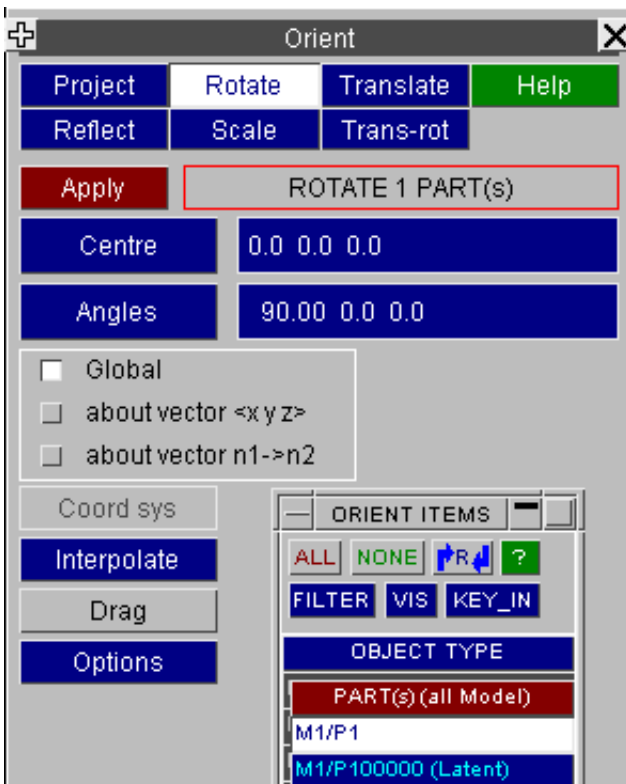 Orient
Project Rotate Translate Help
Reflect Scale Trans-rot
Apply ROTATE 1 PART(s)
Centre 0.0 0.0 0.0
Angles 90.00 0.0 0.0
Global
about vector <x y z>
about vector n1->n2
Coord sys
Interpolate
Drag
Options
ORIENT ITEMS
ALL NONE R ?
FILTER VIS KEY_IN
OBJECT TYPE
PART(s) (all Model)
M1/P1
M1/P100000 (Latent)